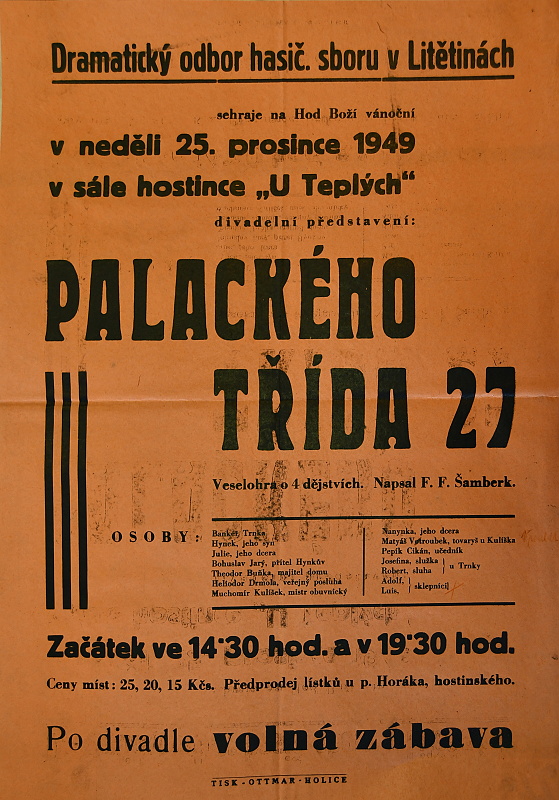 Dramatický odbor hasič. sboru v Litětinách
sehraje na Hod Boží vánoční
v neděli 25. prosince 1949
v sále hostince „U Teplých“
divadelní představení:
PALACKÉHO
TŘÍDA 27
Veselohra o 4 dějstvích. Napsal F. F. Šamberk.
OSOBY:
Bankéř Trnka
Hynek, jeho syn
Julie, jeho dcera
Bohuslav Jarý, přítel Hynkův
Theodor Buňka, majitel domu
Heliodor Drmola, veřejný posluha
Muchomír Kulíšek, mistr obuvnický
Nanynka, jeho dcera
Matyáš Votroubek, tovaryš u Kulíška
Pepík Cikán, učedník
Josefina, služka
Robert, sluha
u Trnky
Adolf,
Luis,
sklepníci
Začátek ve 14·30 hod. a v 19·30 hod.
Ceny míst: 25, 20, 15 Kčs. Předprodej lístků u p. Horáka, hostinského.
Po divadle volná zábava
TISK - OTTMAR - HOLICE